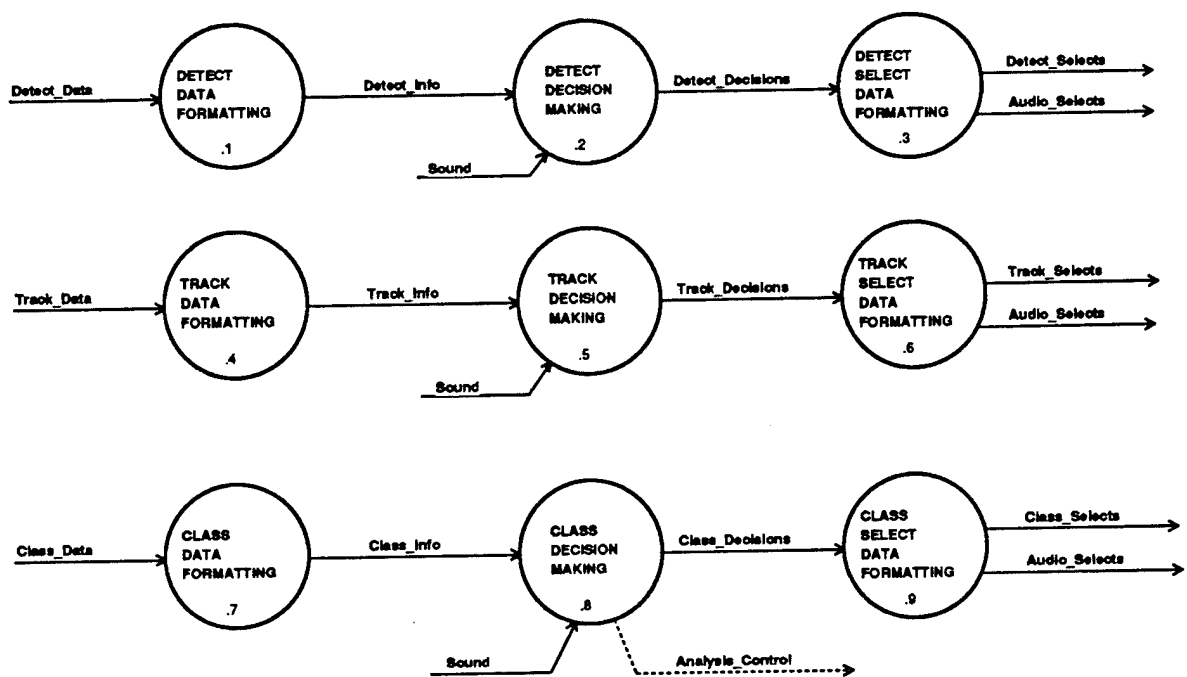 Detect_Data
DETECT
DATA
FORMATTING
.1
Detect_Info
DETECT
DECISION
MAKING
.2
Sound
Detect_Decisions
DETECT
SELECT
DATA
FORMATTING
.3
Detect_Selects
Audio_Selects
Track_Data
TRACK
DATA
FORMATTING
.4
Track_Info
TRACK
DECISION
MAKING
.5
Sound
Track_Decisions
TRACK
SELECT
DATA
FORMATTING
.6
Track_Selects
Audio_Selects
Class_Data
CLASS
DATA
FORMATTING
.7
Class_Info
CLASS
DECISION
MAKING
.8
Sound
Analysis_Control
Class_Decisions
CLASS
SELECT
DATA
FORMATTING
.9
Class_Selects
Audio_Selects